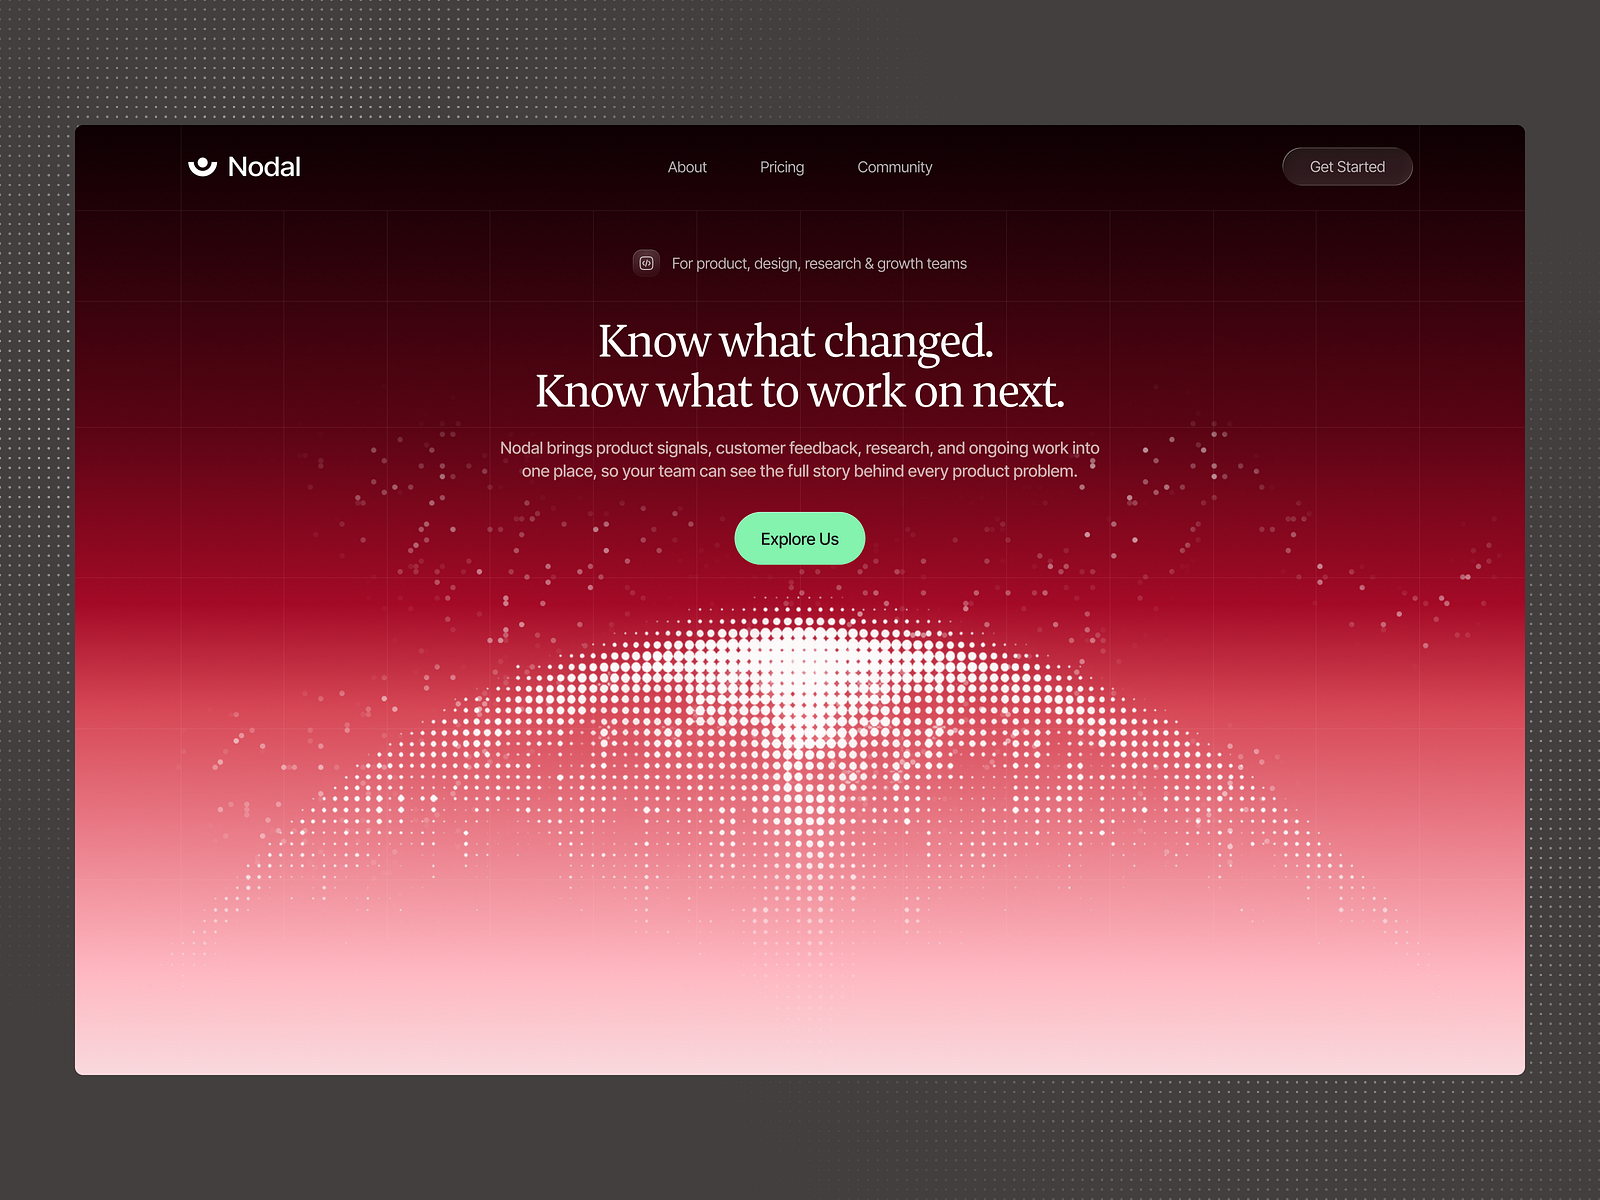 Nodal
About
Pricing
Community
Get Started
For product, design, research & growth teams
Know what changed.
Know what to work on next.
Nodal brings product signals, customer feedback, research, and ongoing work into
one place, so your team can see the full story behind every product problem.
Explore Us